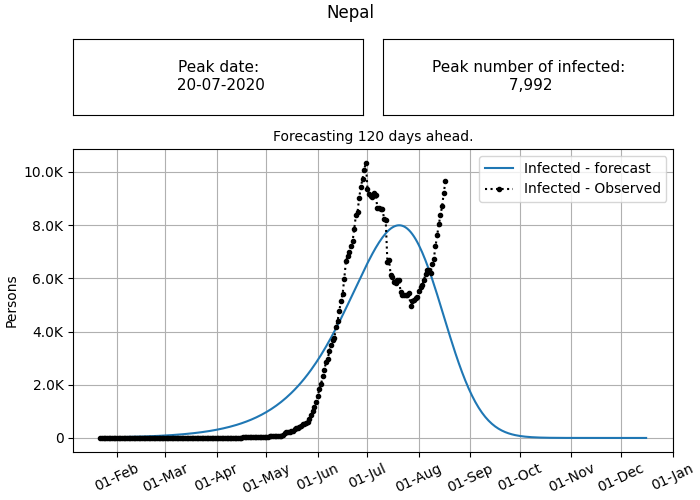 Nepal
Peak date:
20-07-2020
Peak number of infected:
7,992
Forecasting 120 days ahead.
Infected - forecast
Infected - Observed
Persons
10.0K
8.0K
6.0K
4.0K
2.0K
0
01-Feb
01-Mar
01-Apr
01-May
01-Jun
01-Jul
01-Aug
01-Sep
01-Oct
01-Nov
01-Dec
01-Jan